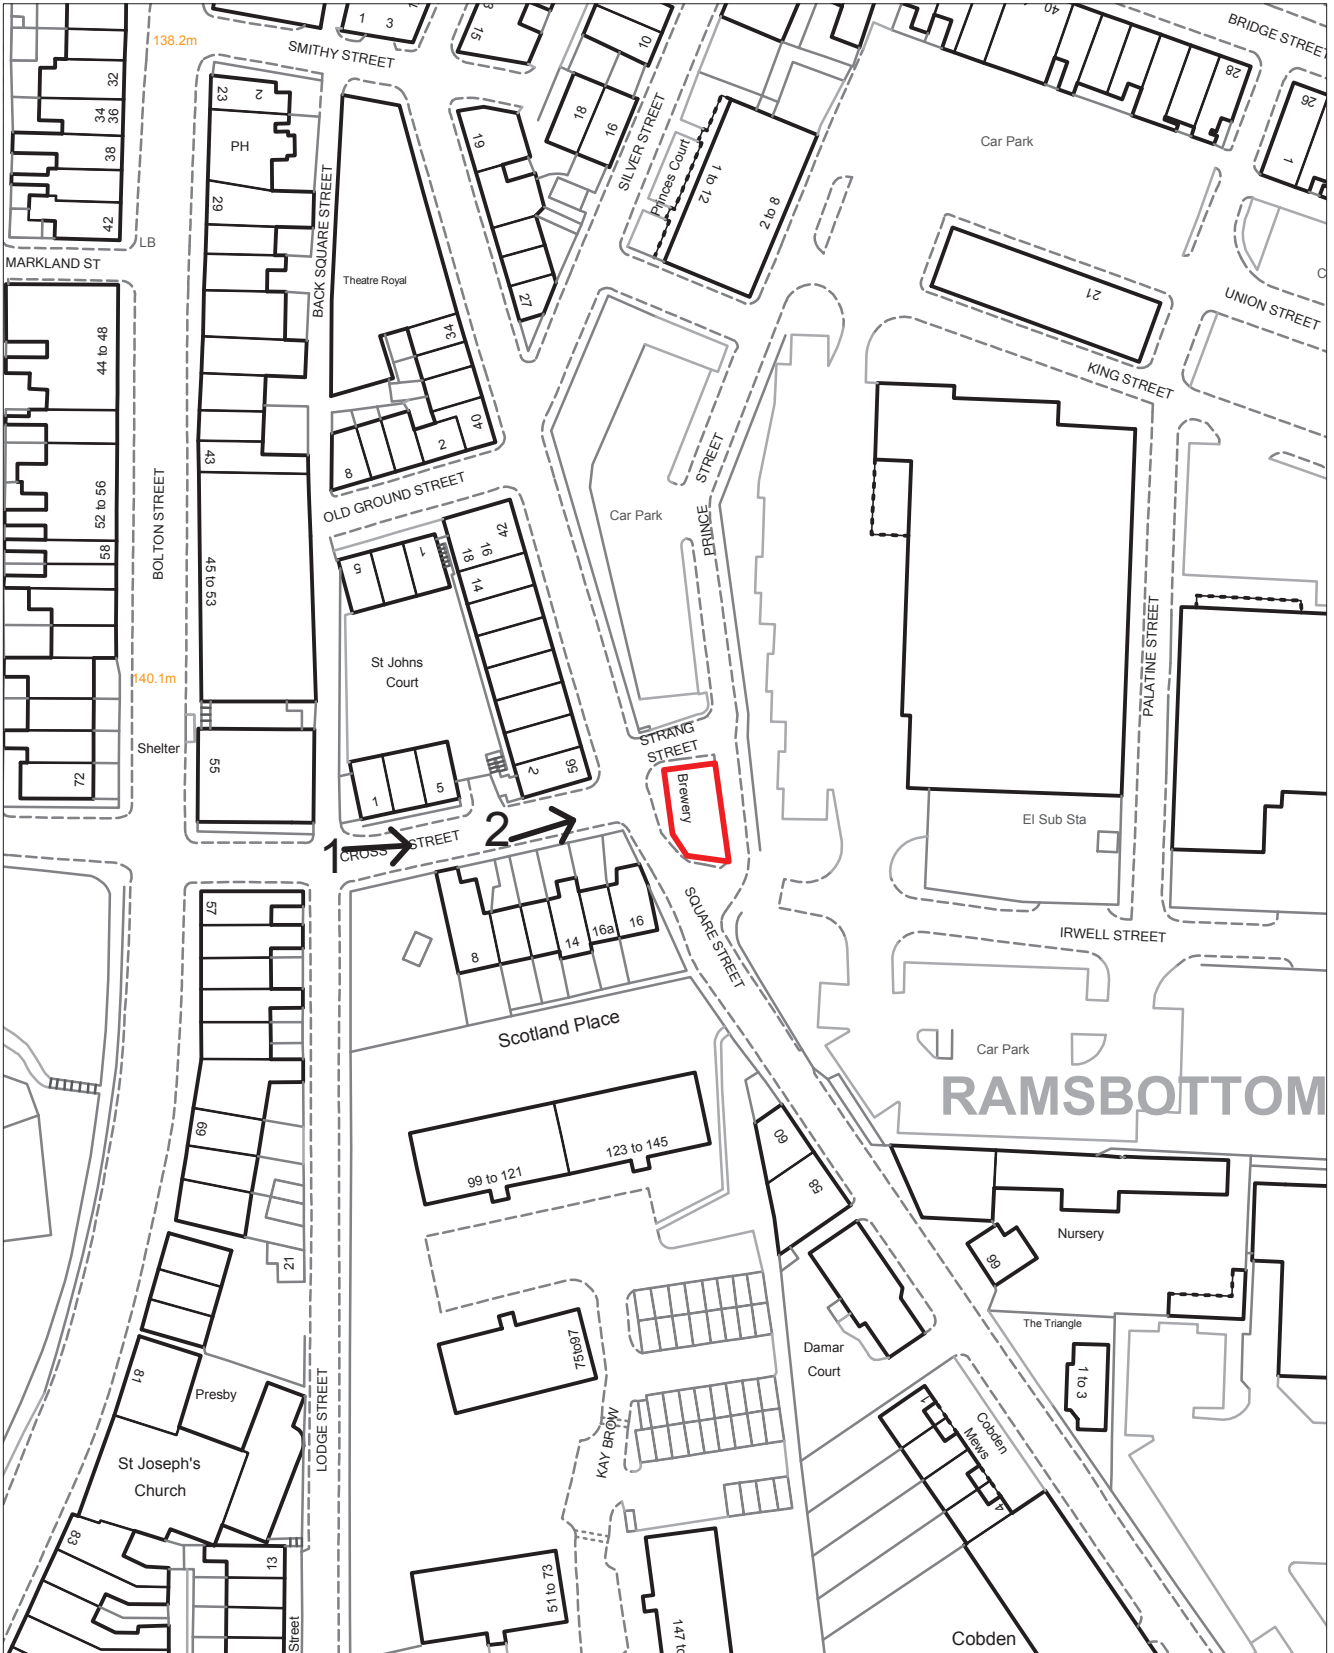 1
3
15
10
40
BRIDGE STREET
138.2m
SMITHY STREET
32
34
36
38
42
23
2
PH
29
19
18
16
SILVER STREET
Princes Court
1 to 12
2 to 8
Car Park
28
26
1
LB
MARKLAND ST
BACK SQUARE STREET
Theatre Royal
27
21
UNION STREET
C
KING STREET
44 to 48
34
40
2
8
43
OLD GROUND STREET
PRINCE STREET
Car Park
BOLTON STREET
52 to 56
58
45 to 53
5
1
42
16
18
14
St Johns
Court
PALATINE STREET
140.1m
Shelter
72
55
1
5
2
56
STRANG
STREET
Brewery
El Sub Sta
1
CROSS STREET
2
57
8
14
16a
16
SQUARE STREET
IRWELL STREET
Scotland Place
Car Park
RAMSBOTTOM
69
99 to 121
123 to 145
60
58
21
Nursery
66
The Triangle
1 to 3
75to97
Damar
Court
81
Presby
LODGE STREET
KAY BROW
1
Cobden
Mews
4
St Joseph's
Church
83
13
Street
51 to 73
147 to
Cobden